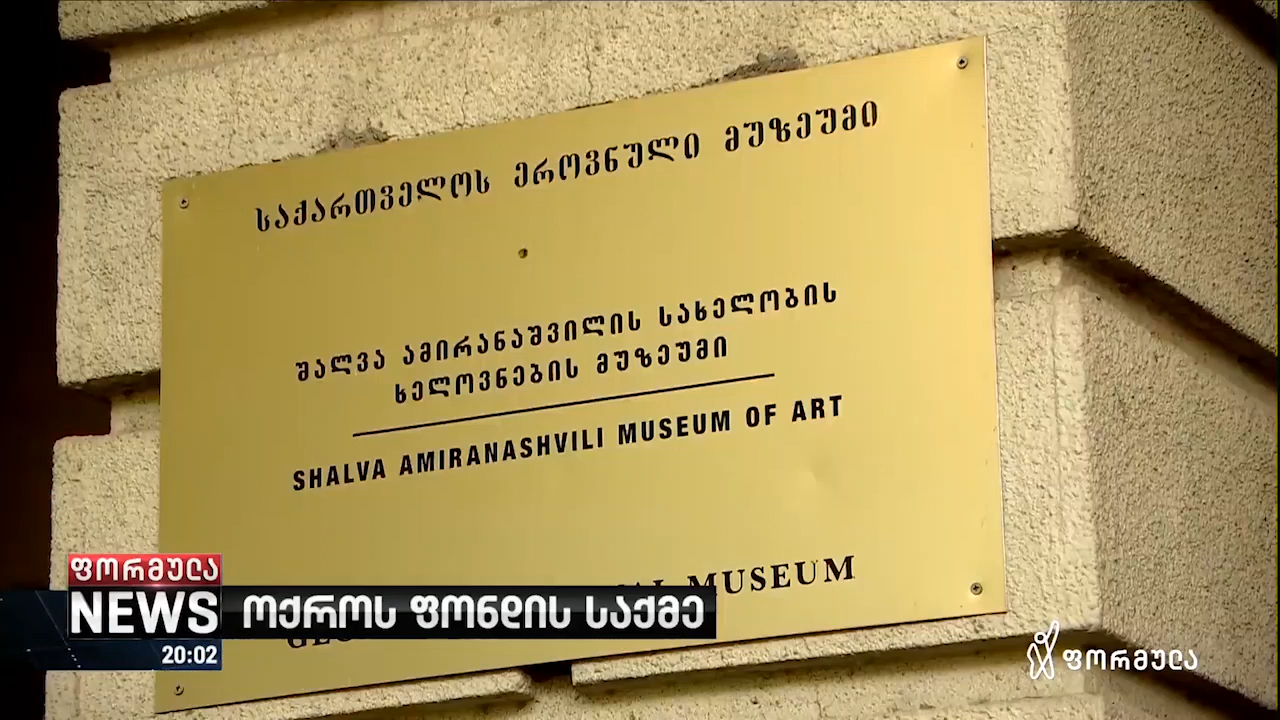 საქართველოს ეროვნული მუზეუმი
შალვა ამირანაშვილის სახელობის
ხელოვნების მუზეუმი
SHALVA AMIRANASHVILI MUSEUM OF ART
MUSEUM
ფორმულა
NEWS
ოქროს ფონდის საქმე
20:02
ფორმულა